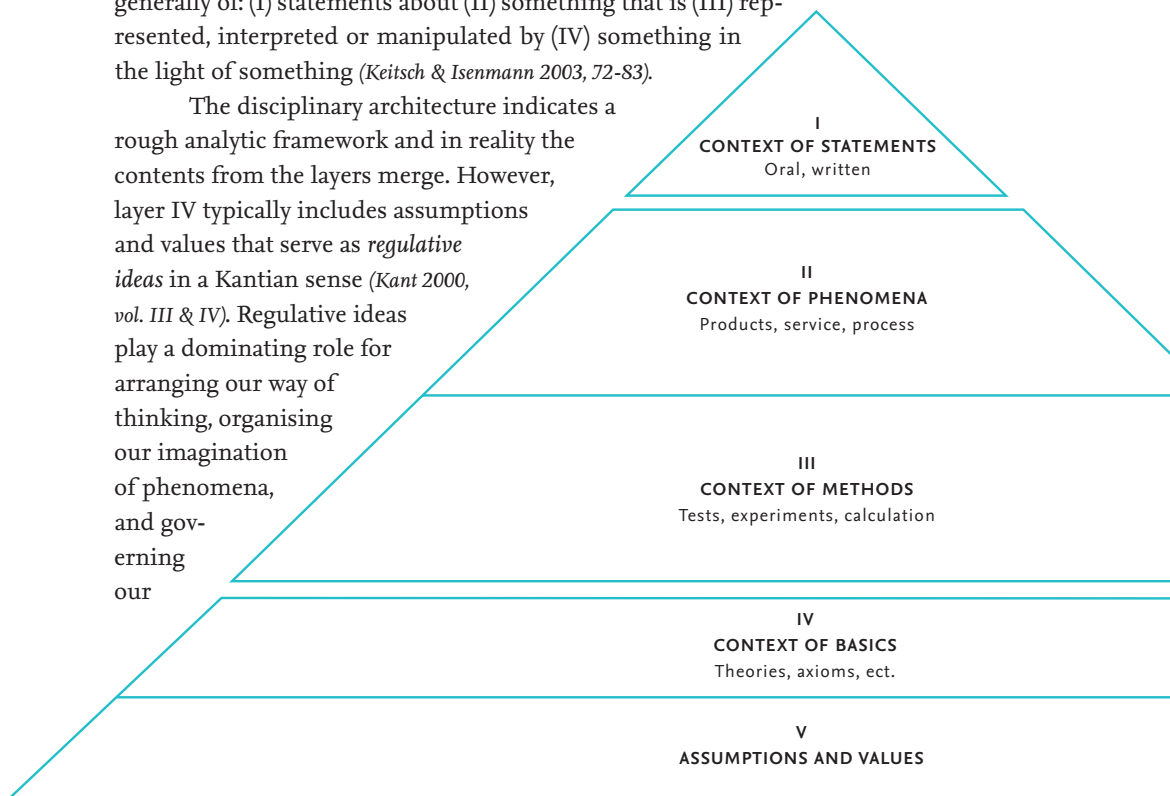 generally of: (I) statements about (II) something that is (III) rep-
resented, interpreted or manipulated by (IV) something in
the light of something (Keitsch & Isenmann 2003, 72-83).
The disciplinary architecture indicates a
rough analytic framework and in reality the
contents from the layers merge. However,
layer IV typically includes assumptions
and values that serve as regulative
ideas in a Kantian sense (Kant 2000,
vol. III & IV). Regulative ideas
play a dominating role for
arranging our way of
thinking, organising
our imagination
of phenomena,
and gov-
erning
our
I
CONTEXT OF STATEMENTS
Oral, written
II
CONTEXT OF PHENOMENA
Products, service, process
III
CONTEXT OF METHODS
Tests, experiments, calculation
IV
CONTEXT OF BASICS
Theories, axioms, ect.
V
ASSUMPTIONS AND VALUES